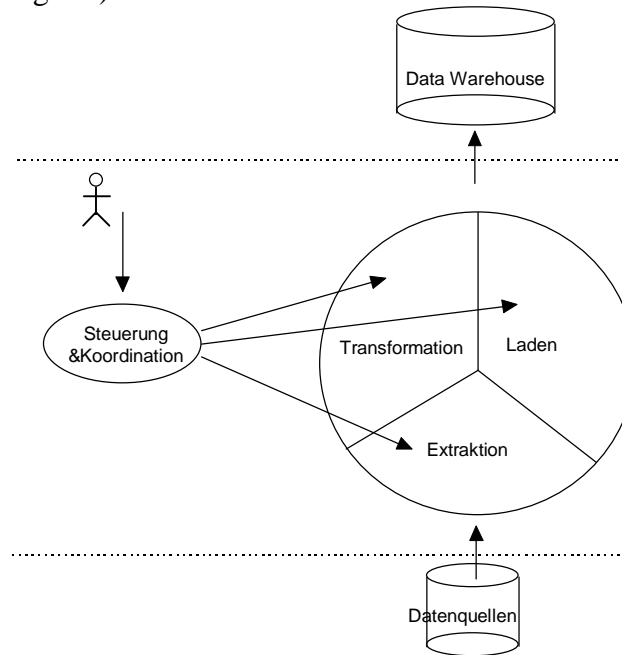 Data Warehouse
Steuerung
&Koordination
Transformation
Laden
Extraktion
Datenquellen